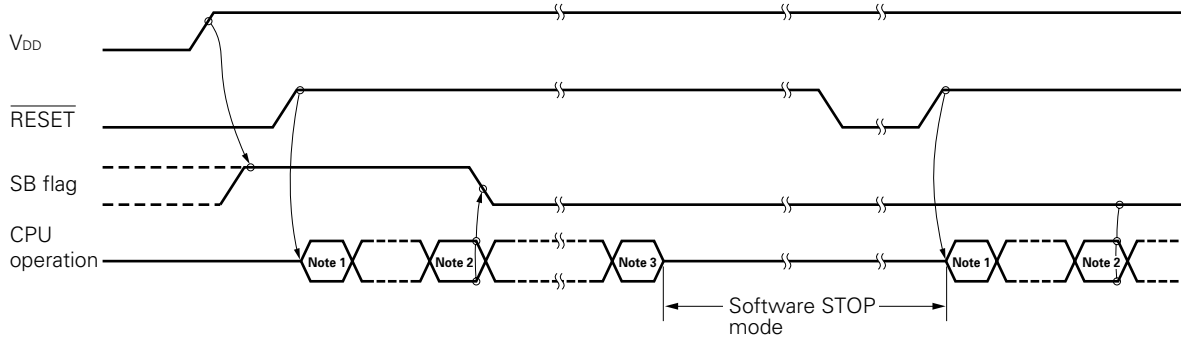 VDD
RESET
SB flag
CPU
operation
Note 1
Note 2
Note 3
Note 1
Note 2
Software STOP
mode